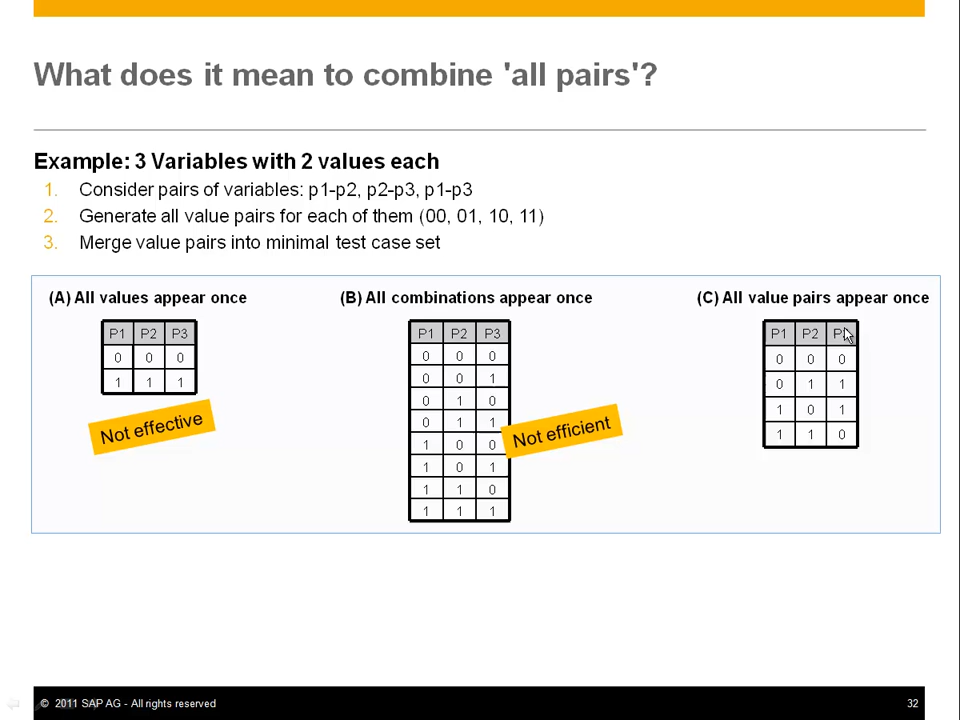 What does it mean to combine 'all pairs'?
Example: 3 Variables with 2 values each
1. Consider pairs of variables: p1-p2, p2-p3, p1-p3
2. Generate all value pairs for each of them (00, 01, 10, 11)
3. Merge value pairs into minimal test case set
(A) All values appear once
P1 P2 P3
0 0 0
1 1 1
Not effective
(B) All combinations appear once
P1 P2 P3
0 0 0
0 0 1
0 1 0
0 1 1
1 0 0
1 0 1
1 1 0
1 1 1
Not efficient
(C) All value pairs appear once
P1 P2 P
0 0 0
0 1 1
1 0 1
1 1 0
© 2011 SAP AG - All rights reserved
32